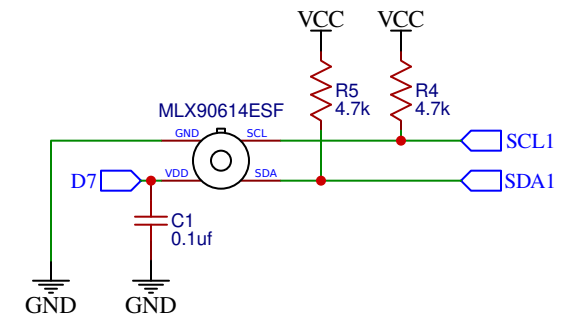 VCC VCC
R5
4.7k
R4
4.7k
MLX90614ESF
GND SCL
SCL1
D7 VDD SDA SDA1
C1
0.1uf
GND GND